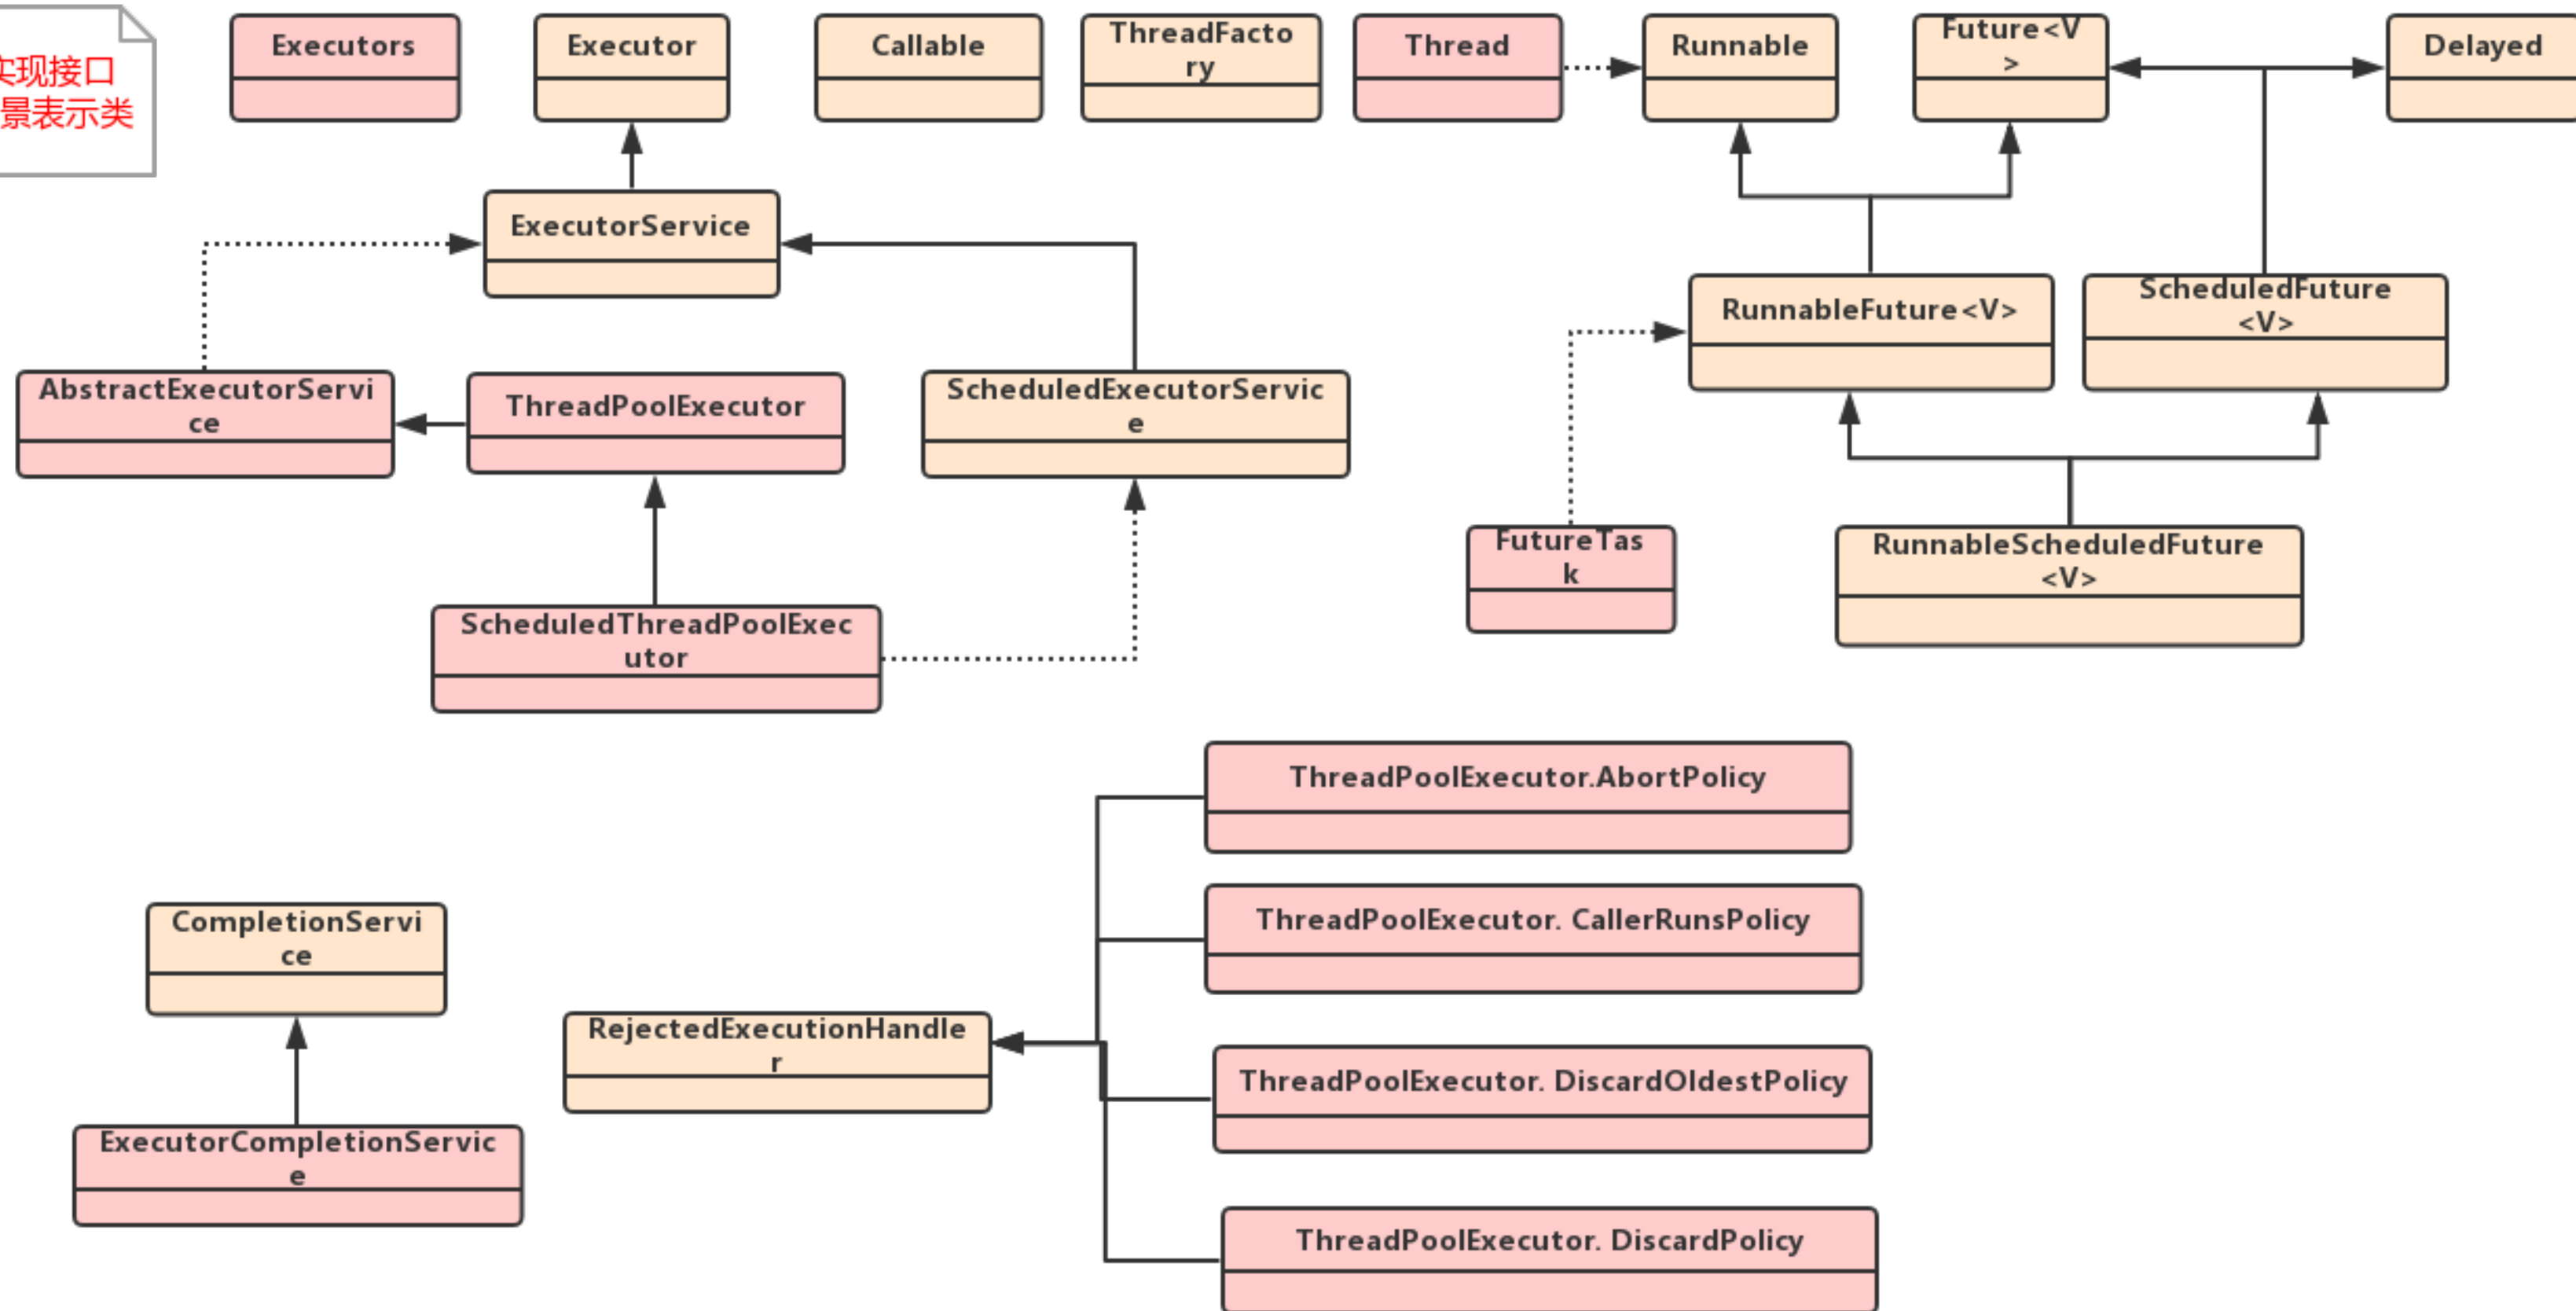 实现接口
景表示类
Executors
Executor
Callable
ThreadFacto
ry
Thread
Runnable
Future<V
>
Delayed
ExecutorService
AbstractExecutorServi
ce
ThreadPoolExecutor
ScheduledExecutorServic
e
RunnableFuture<V>
ScheduledFuture
<V>
FutureTas
k
RunnableScheduledFuture
<V>
ScheduledThreadPoolExec
utor
ThreadPoolExecutor.AbortPolicy
ThreadPoolExecutor. CallerRunsPolicy
CompletionServi
ce
RejectedExecutionHandle
r
ThreadPoolExecutor. DiscardOldestPolicy
ExecutorCompletionServic
e
ThreadPoolExecutor. DiscardPolicy